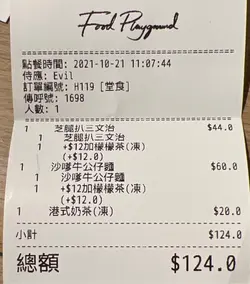 Food Playground
點餐時間: 2021-10-21 11:07:44
侍應: Evil
訂單編號: H119 [堂食]
傳呼號: 1698
人數: 1
1 芝腿扒三文治 $44.0
1 芝腿扒三文治
1 +$12加檸檬茶(凍)
(+$12.0)
1 沙嗲牛公仔麵 $60.0
1 沙嗲牛公仔麵
1 +$12加檸檬茶(凍)
(+$12.0)
1 港式奶茶(凍) $20.0
小計 $124.0
總額 $124.0